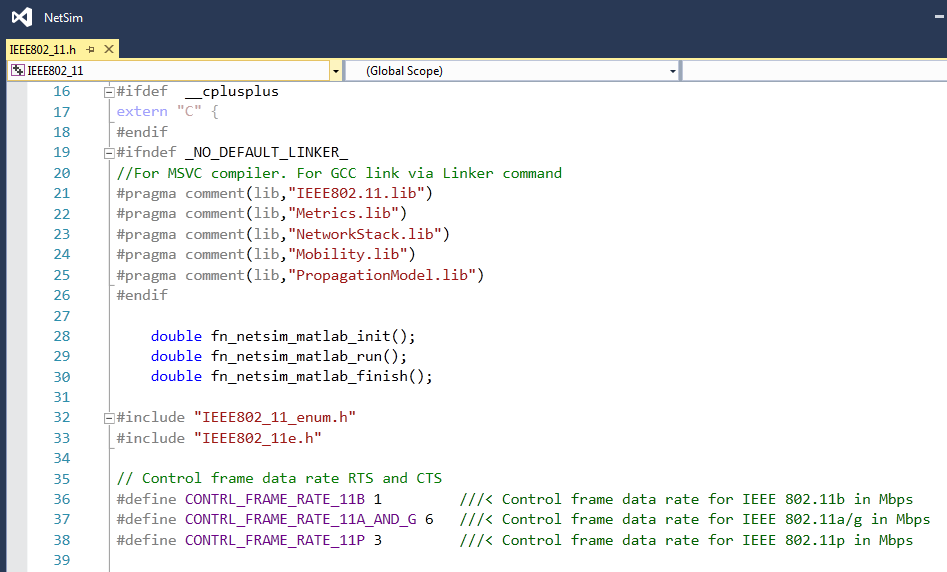 NetSim
IEEE802_11.h
IEEE802_11 (Global Scope)
16 #ifdef __cplusplus
17 extern "C" {
18 #endif
19 #ifndef _NO_DEFAULT_LINKER_
20 //For MSVC compiler. For GCC link via Linker command
21 #pragma comment(lib,"IEEE802.11.lib")
22 #pragma comment(lib,"Metrics.lib")
23 #pragma comment(lib,"NetworkStack.lib")
24 #pragma comment(lib,"Mobility.lib")
25 #pragma comment(lib,"PropagationModel.lib")
26 #endif
27
28 double fn_netsim_matlab_init();
29 double fn_netsim_matlab_run();
30 double fn_netsim_matlab_finish();
31
32 #include "IEEE802_11_enum.h"
33 #include "IEEE802_11e.h"
34
35 // Control frame data rate RTS and CTS
36 #define CONTRL_FRAME_RATE_11B 1 ///< Control frame data rate for IEEE 802.11b in Mbps
37 #define CONTRL_FRAME_RATE_11A_AND_G 6 ///< Control frame data rate for IEEE 802.11a/g in Mbps
38 #define CONTRL_FRAME_RATE_11P 3 ///< Control frame data rate for IEEE 802.11p in Mbps
39